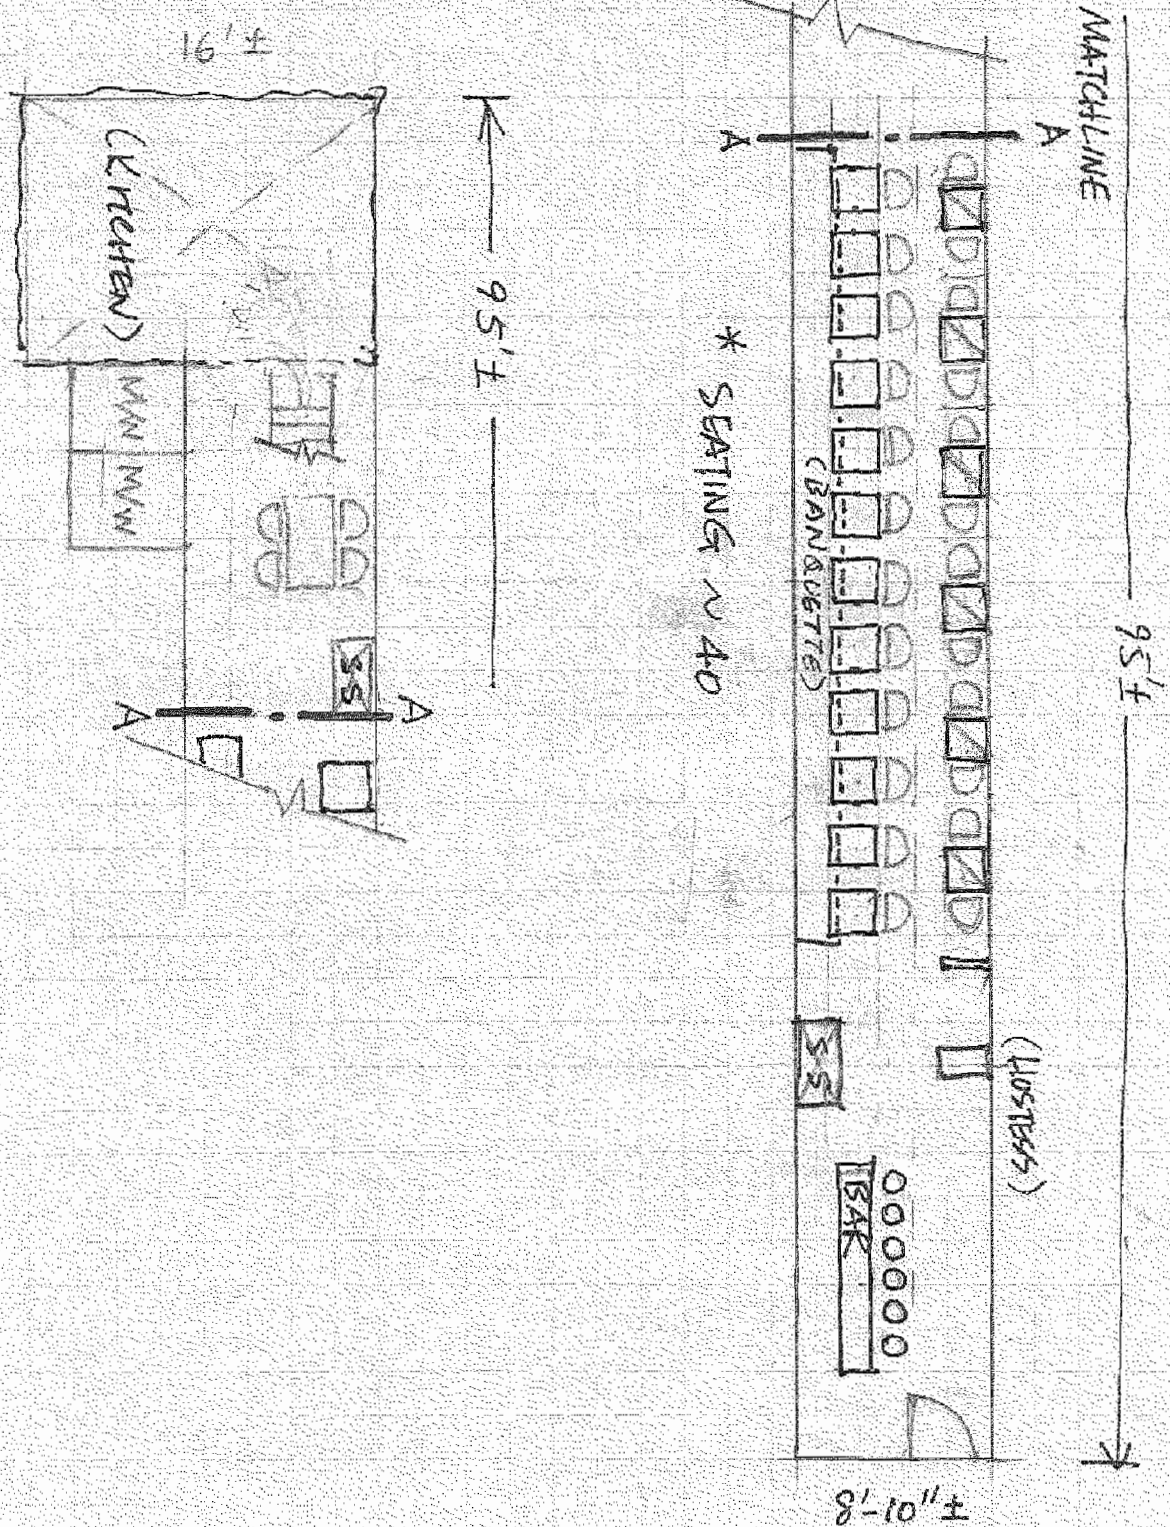 MATCHLINE
95'±
A
A
* SEATING ~ 40
(BANQUETTE)
(HOSTESS)
S-S
BAR
8'-10"±
16'±
95'±
(KITCHEN)
S-S
A
A